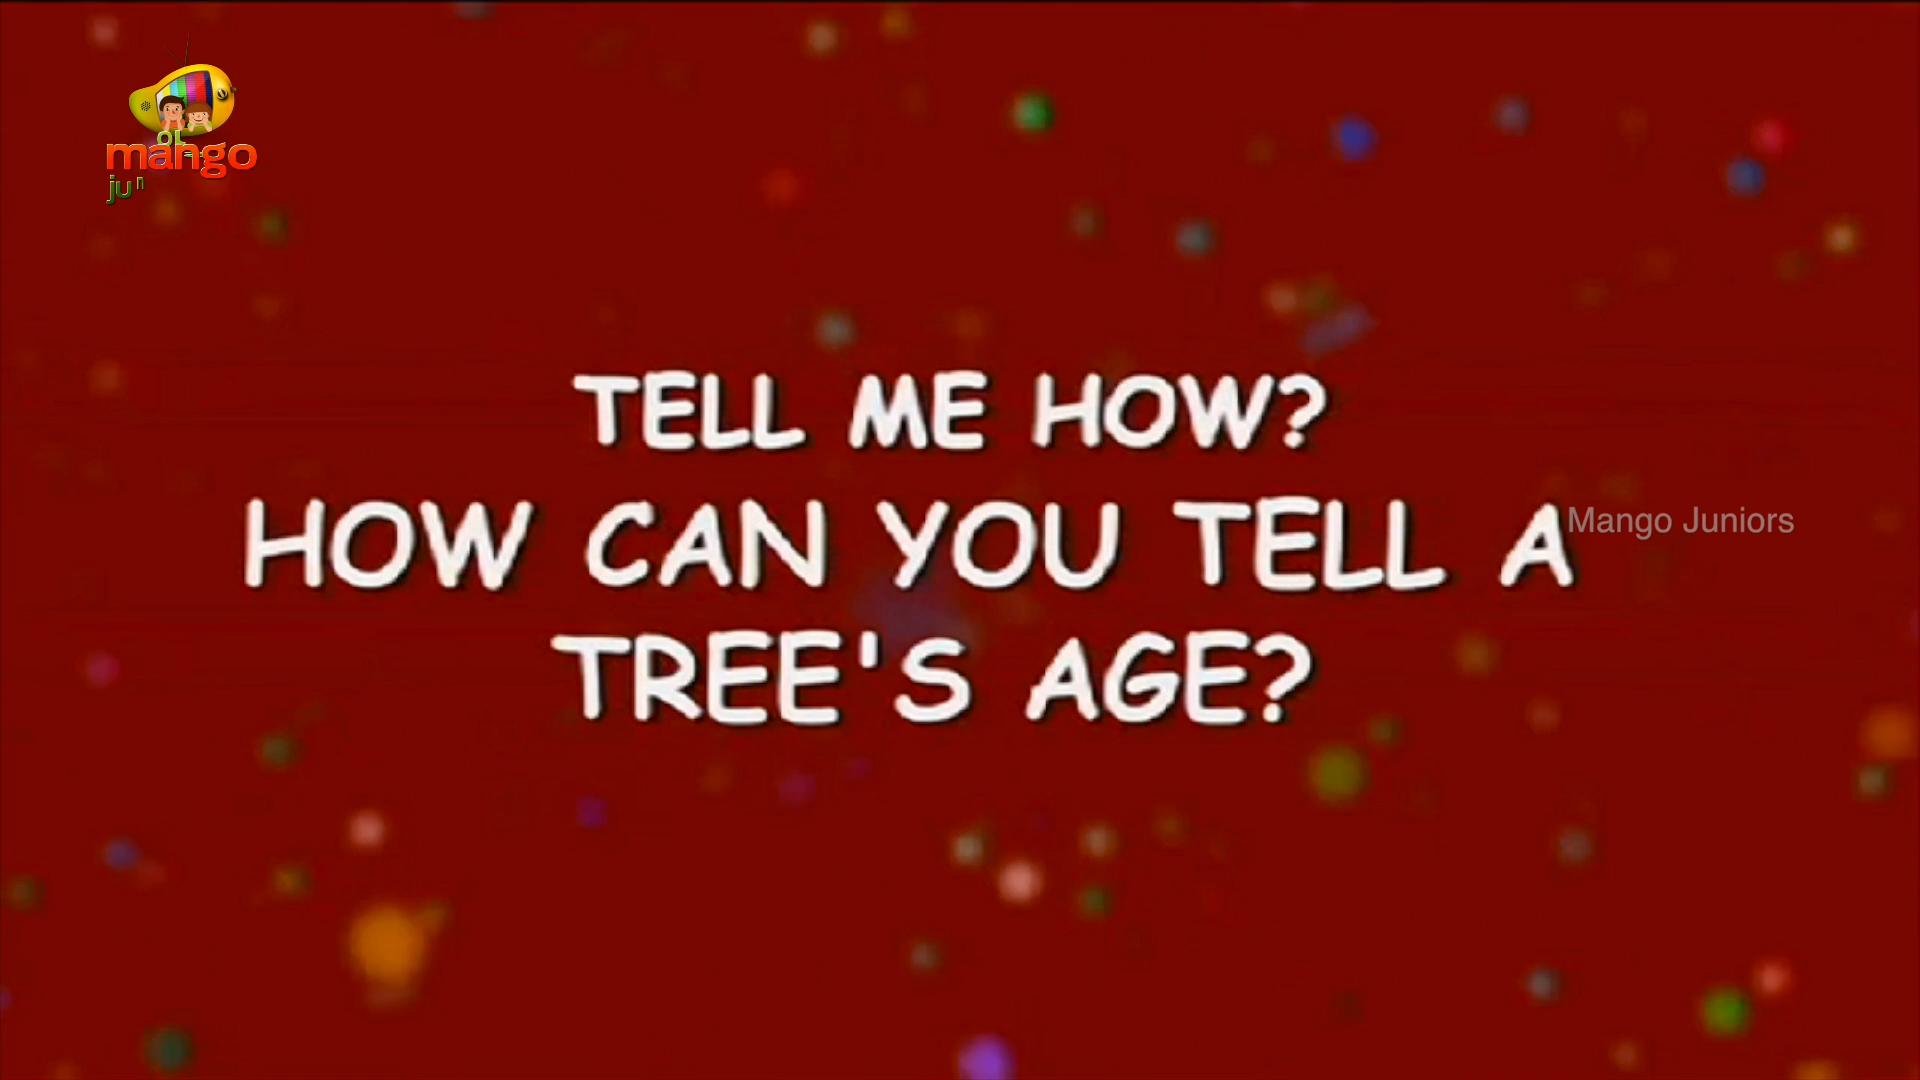 mango
TELL ME HOW?
HOW CAN YOU TELL A
Mango Juniors
TREE'S AGE?